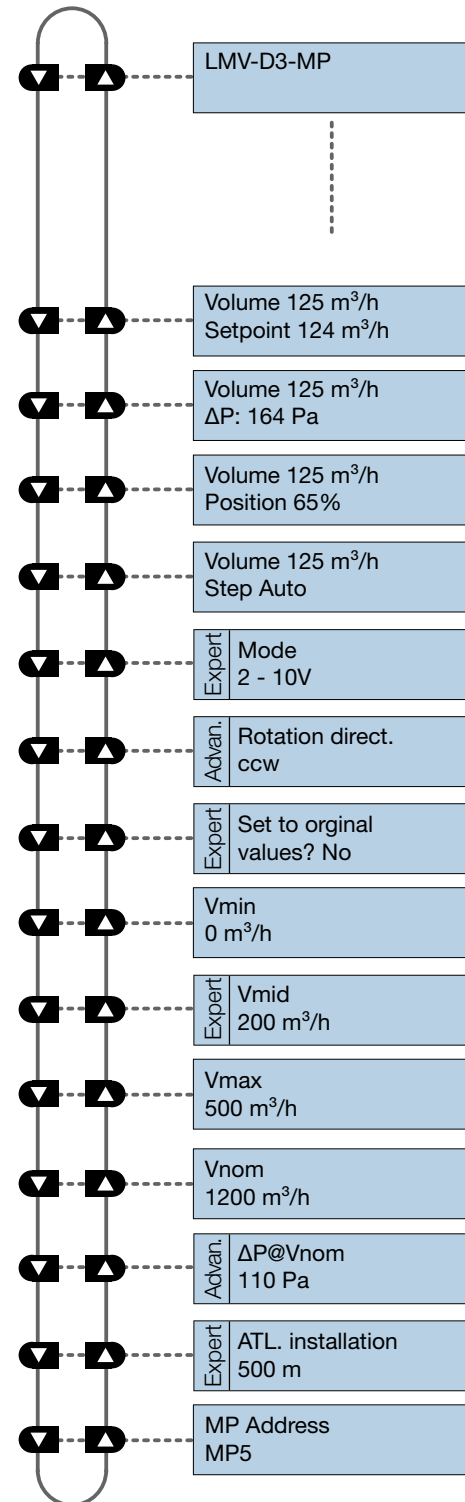 LMV-D3-MP
Volume 125 m³/h
Setpoint 124 m³/h
Volume 125 m³/h
ΔP: 164 Pa
Volume 125 m³/h
Position 65%
Volume 125 m³/h
Step Auto
Expert
Mode
2 - 10V
Advan.
Rotation direct.
ccw
Expert
Set to orginal
values? No
Vmin
0 m³/h
Expert
Vmid
200 m³/h
Vmax
500 m³/h
Vnom
1200 m³/h
Advan.
ΔP@Vnom
110 Pa
Expert
ATL. installation
500 m
MP Address
MP5